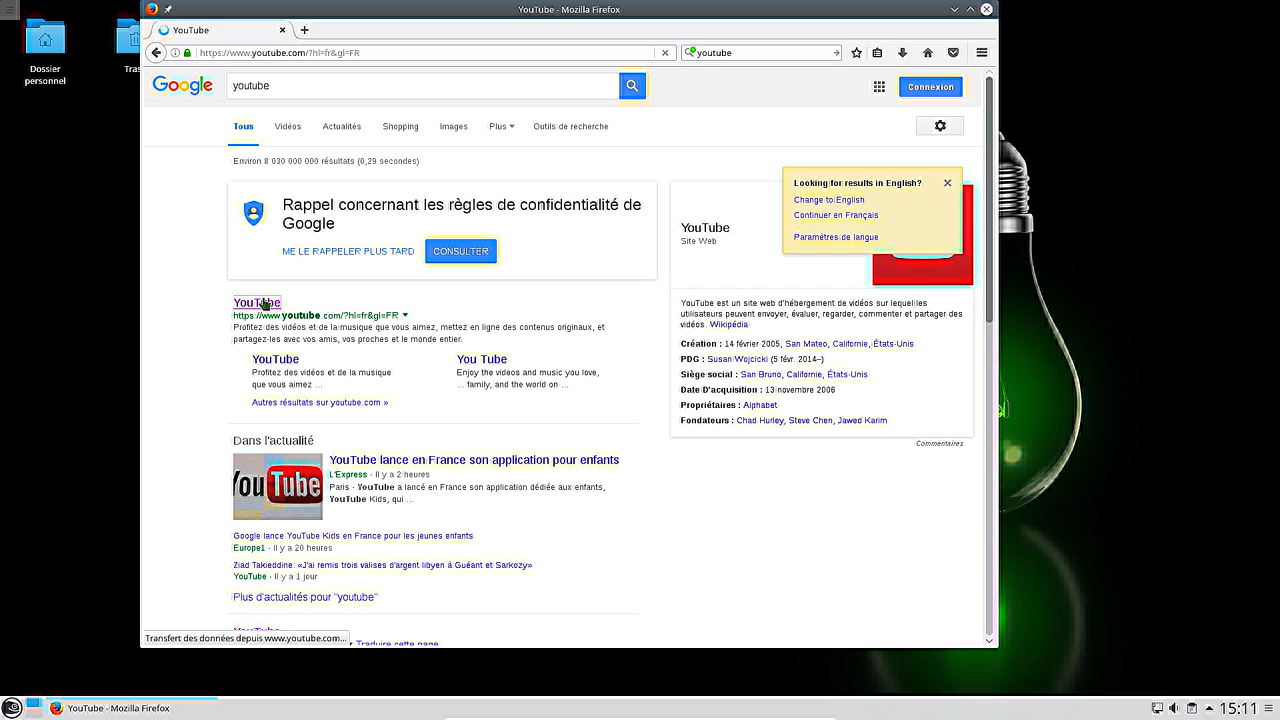 YouTube - Mozilla Firefox
YouTube
https://www.youtube.com/?hl=fr&gl=FR
youtube
Google
youtube
Connexion
Tous
Vidéos
Actualités
Shopping
Images
Plus
Outils de recherche
Environ 8 030 000 000 résultats (0,29 secondes)
Rappel concernant les règles de confidentialité de
Google
ME LE RAPPELER PLUS TARD
CONSULTER
Looking for results in English?
Change to English
Continuer en Français
Paramètres de langue
YouTube
Site Web
YouTube
https://www.youtube.com/?hl=fr&gl=FR
Profitez des vidéos et de la musique que vous aimez, mettez en ligne des contenus originaux, et
partagez-les avec vos amis, vos proches et le monde entier.
YouTube
Profitez des vidéos et de la musique
que vous aimez ...
You Tube
Enjoy the videos and music you love,
... family, and the world on ...
Autres résultats sur youtube.com »
YouTube est un site web d'hébergement de vidéos sur lequel les
utilisateurs peuvent envoyer, évaluer, regarder, commenter et partager des
vidéos. Wikipédia
Création : 14 février 2005, San Mateo, Californie, États-Unis
PDG : Susan Wojcicki (5 févr. 2014–)
Siège social : San Bruno, Californie, États-Unis
Date D'acquisition : 13 novembre 2006
Propriétaires : Alphabet
Fondateurs : Chad Hurley, Steve Chen, Jawed Karim
Commentaires
Dans l'actualité
You Tube
YouTube lance en France son application pour enfants
L'Express - Il y a 2 heures
Paris - YouTube a lancé en France son application dédiée aux enfants,
YouTube Kids, qui ...
Google lance YouTube Kids en France pour les jeunes enfants
Europe1 - Il y a 20 heures
Ziad Takieddine: «J'ai remis trois valises d'argent libyen à Guéant et Sarkozy»
YouTube - Il y a 1 jour
Plus d'actualités pour "youtube"
YouTube
Traduire cette page
Transfert des données depuis www.youtube.com...
Dossier
personnel
YouTube - Mozilla Firefox
15:11